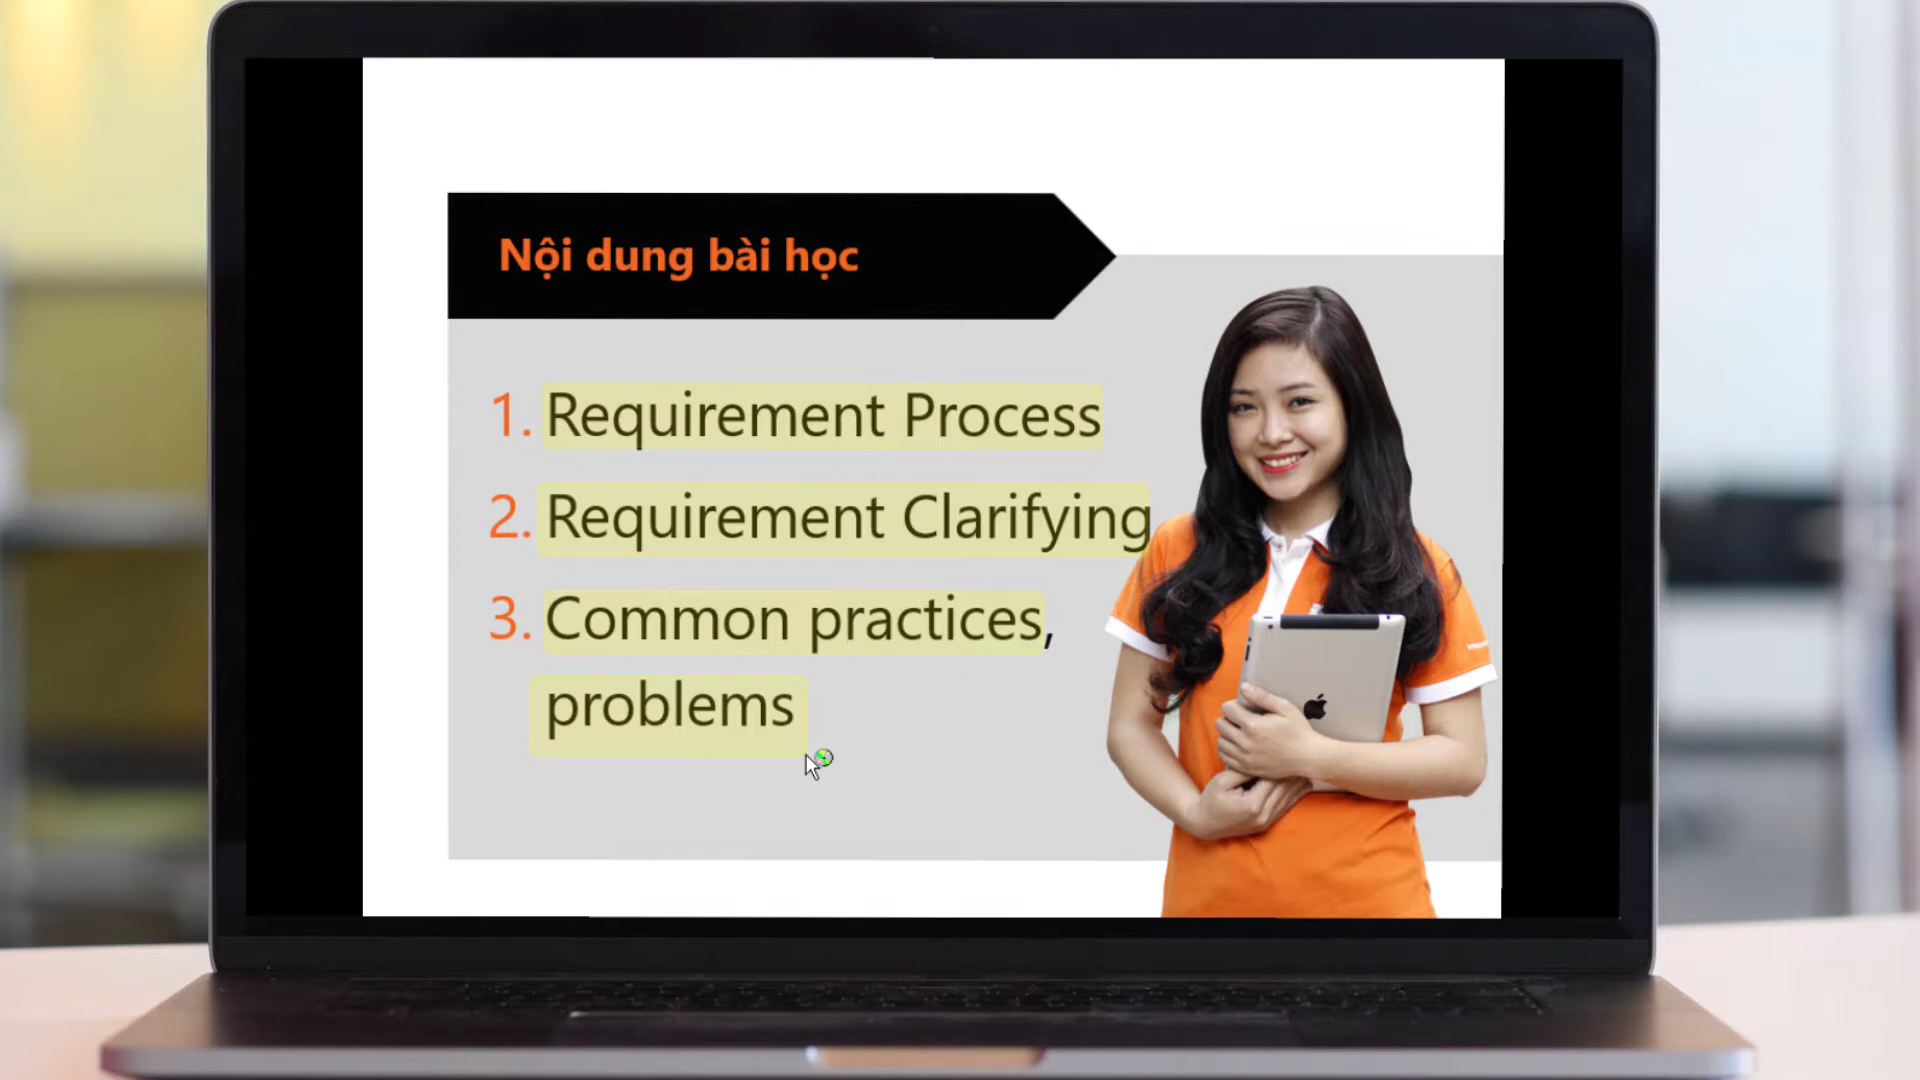 Nội dung bài học
1. Requirement Process
2. Requirement Clarifying
3. Common practices,
problems